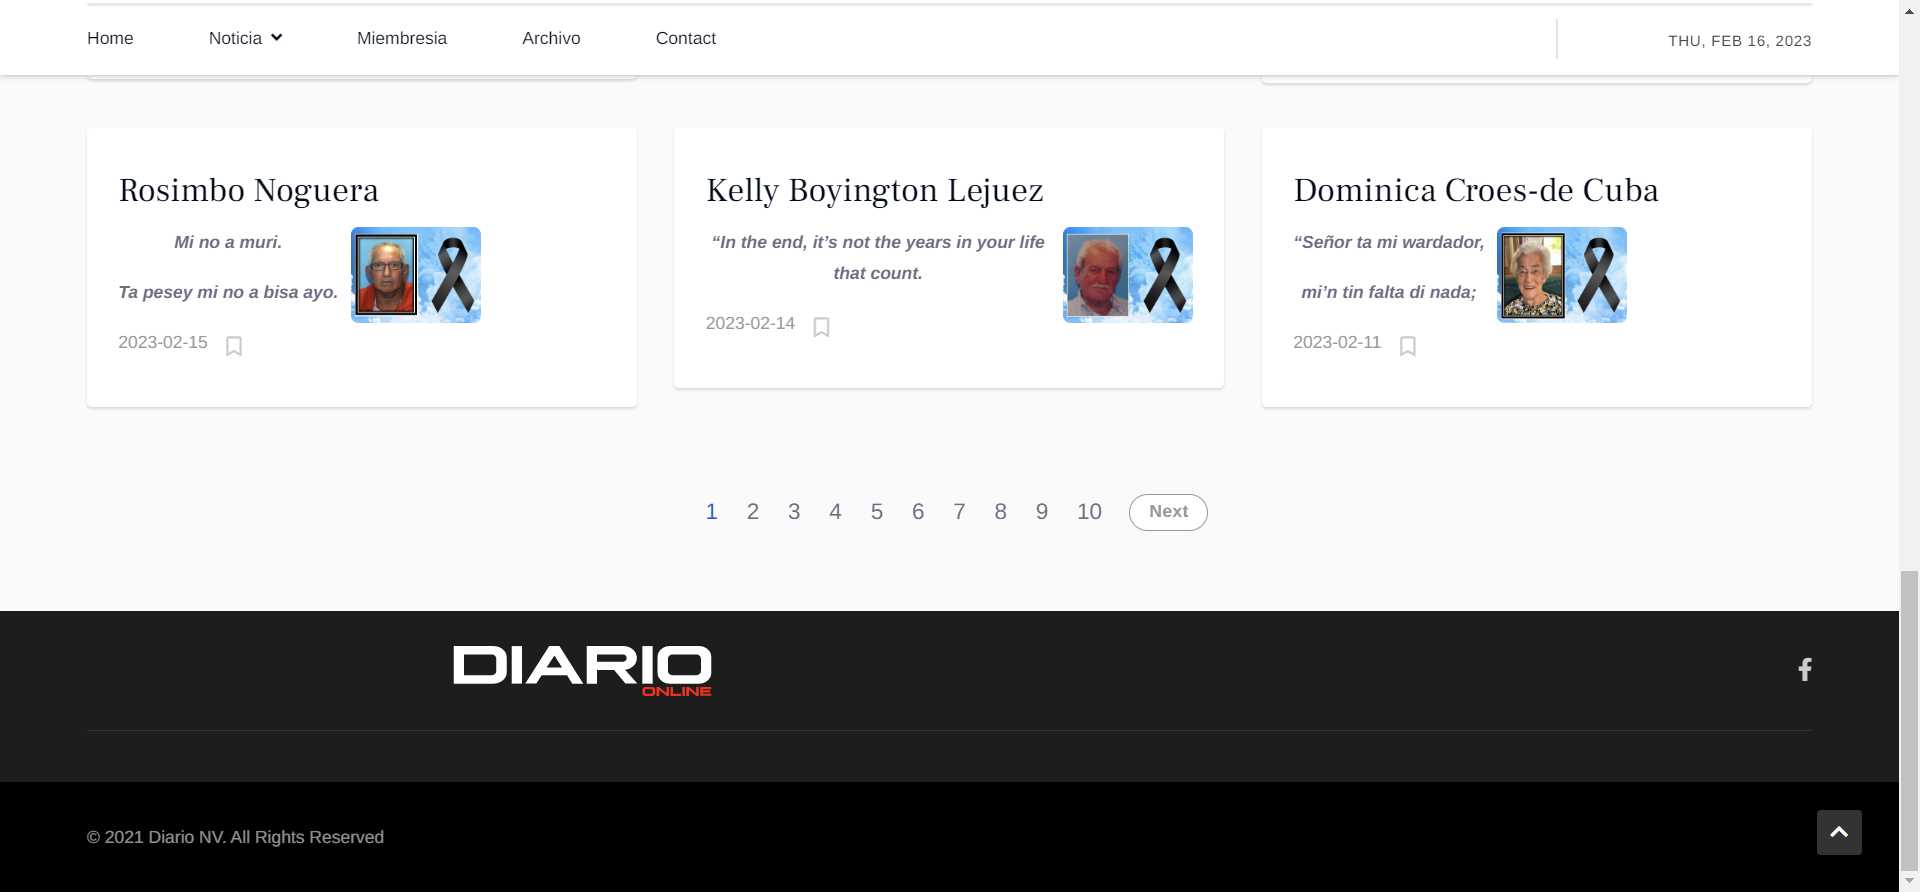 Home Noticia Miembresia Archivo Contact THU, FEB 16, 2023
Rosimbo Noguera
Mi no a muri.
Ta pesey mi no a bisa ayo.
2023-02-15
Kelly Boyington Lejuez
“In the end, it’s not the years in your life
that count.
2023-02-14
Dominica Croes-de Cuba
“Señor ta mi wardador,
mi’n tin falta di nada;
2023-02-11
1 2 3 4 5 6 7 8 9 10 Next
DIARIO
ONLINE
© 2021 Diario NV. All Rights Reserved